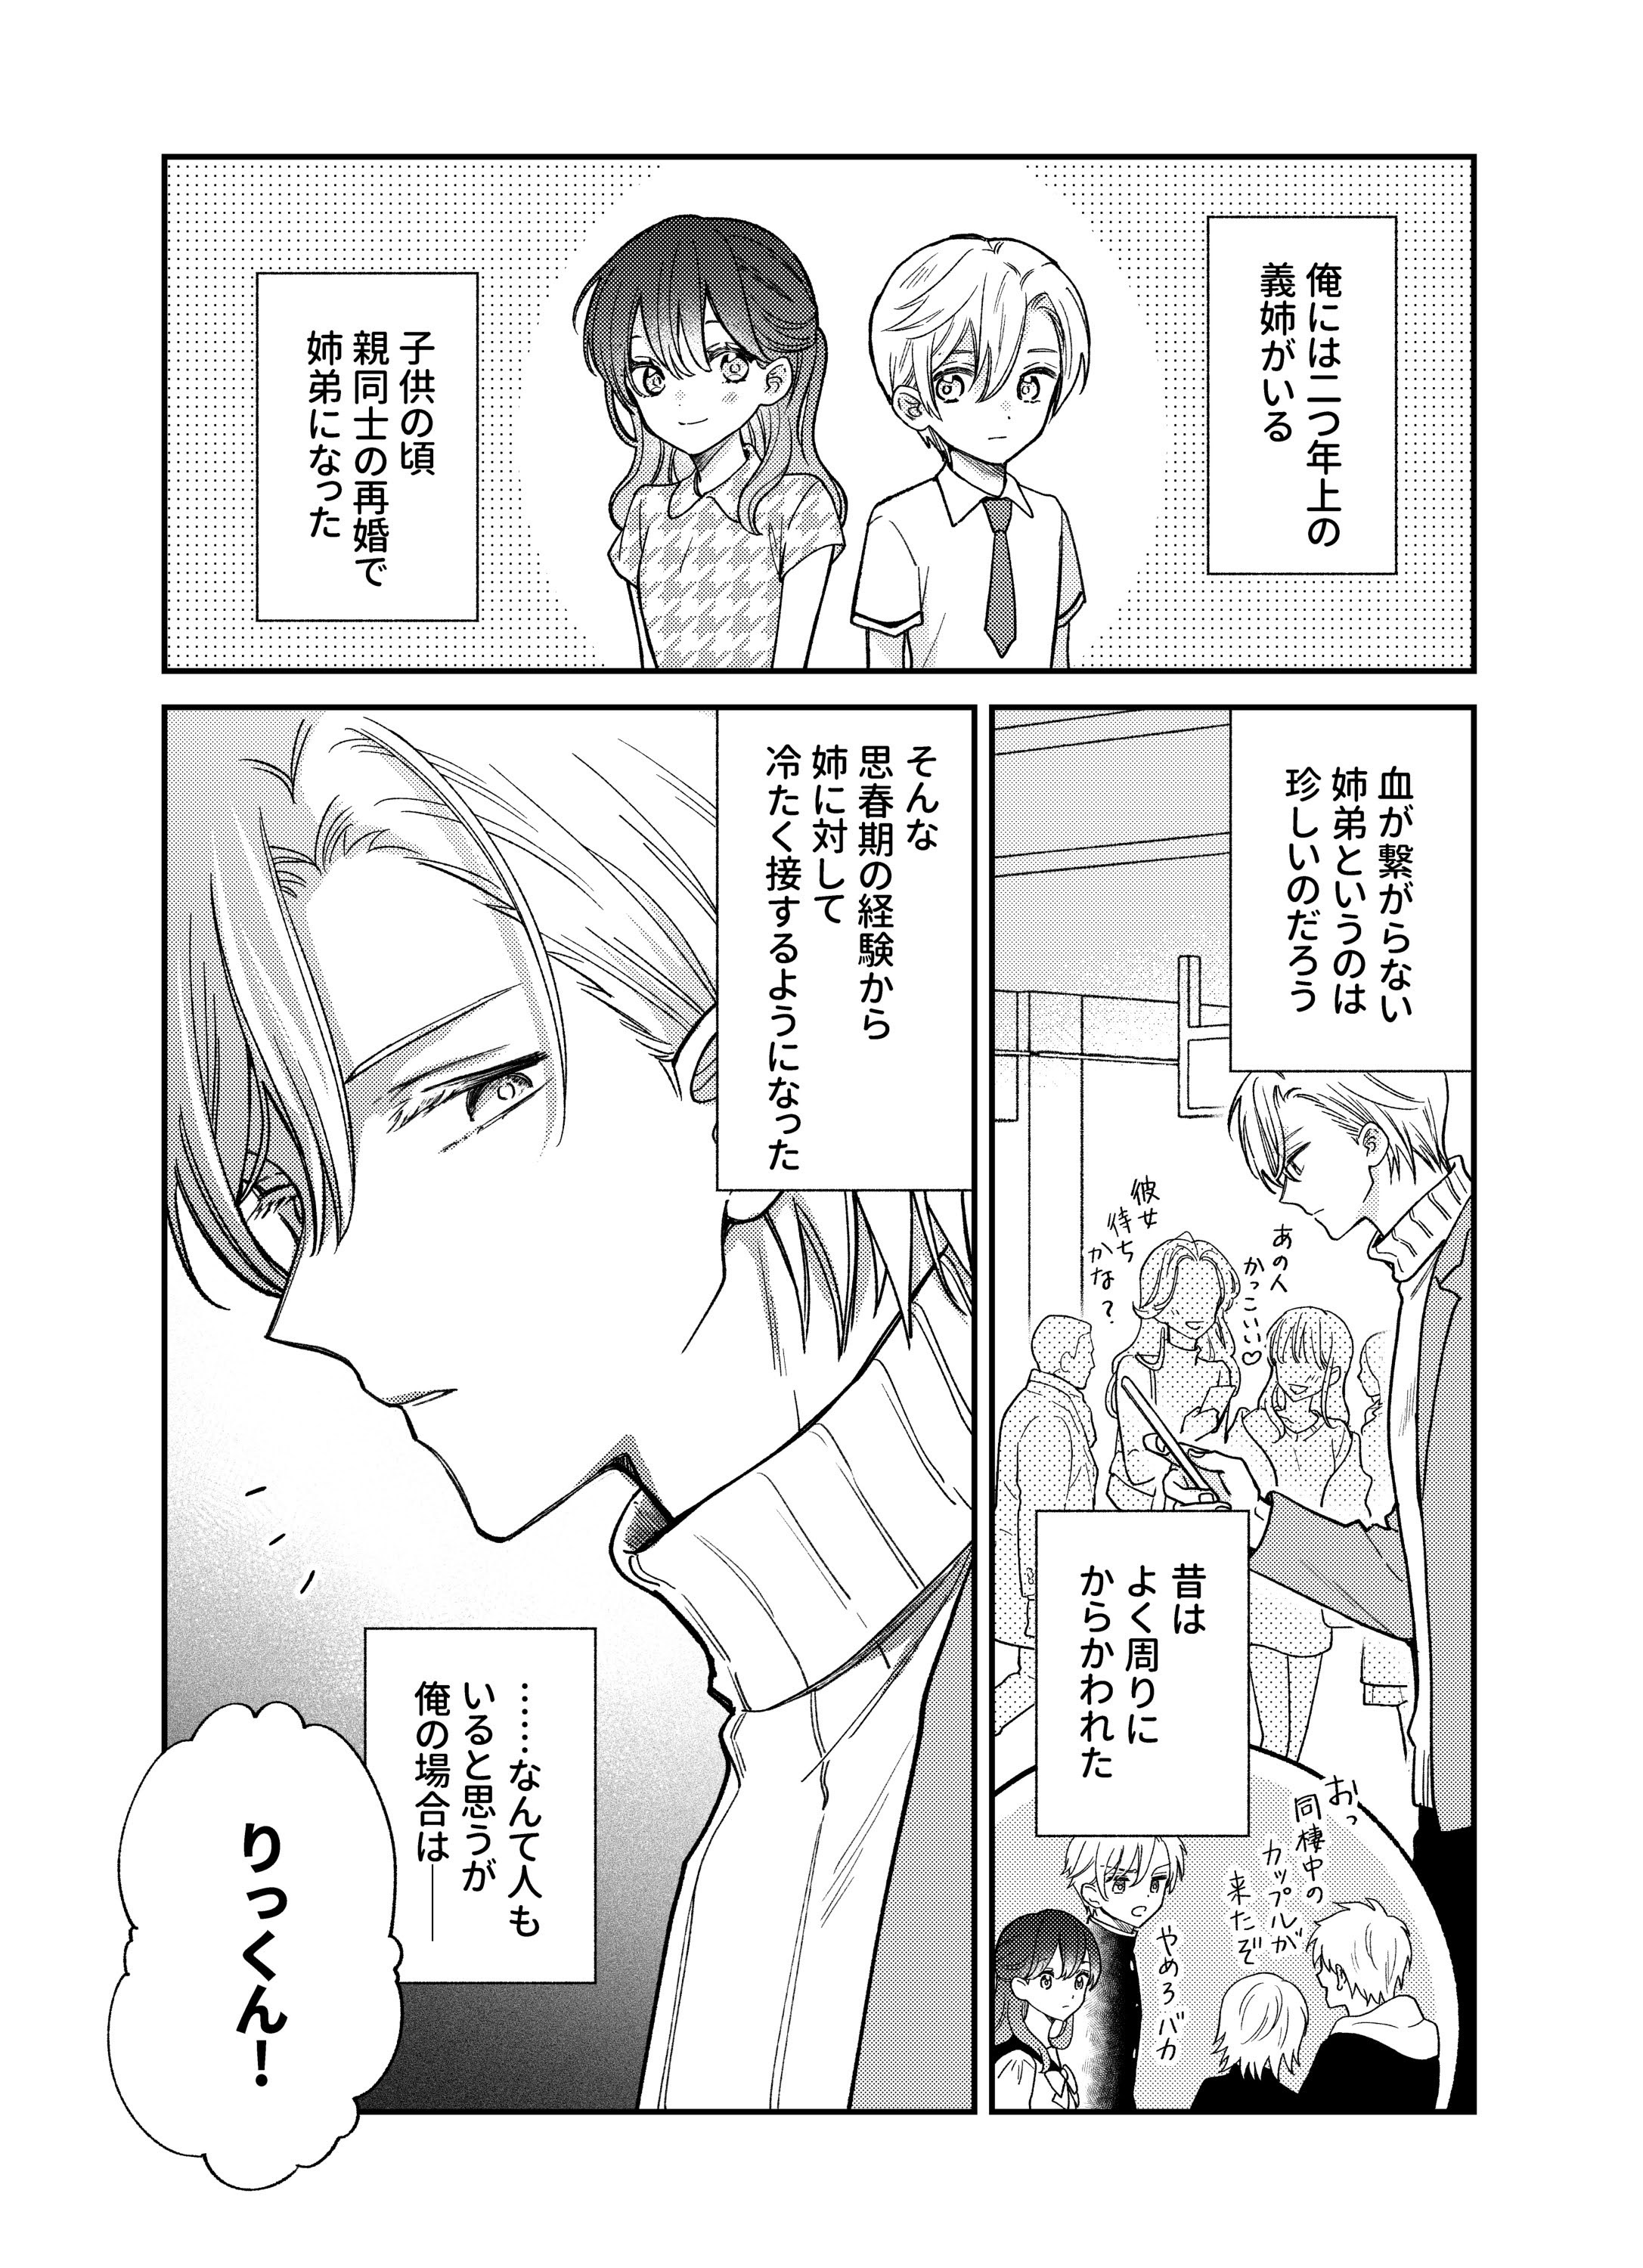 俺には二つ年上の
義姉がいる
子供の頃
親同士の再婚で
姉弟になった
血が繋がらない
姉弟というのは
珍しいのだろう
あの人
かっこいい♡
彼女
待ち
かな?
昔は
よく周りに
からかわれた
おっ
同棲中の
カップルが
来たぞ
やめろバカ
そんな
思春期の経験から
姉に対して
冷たく接するようになった
……なんて人も
いると思うが
俺の場合は――
りっくん!